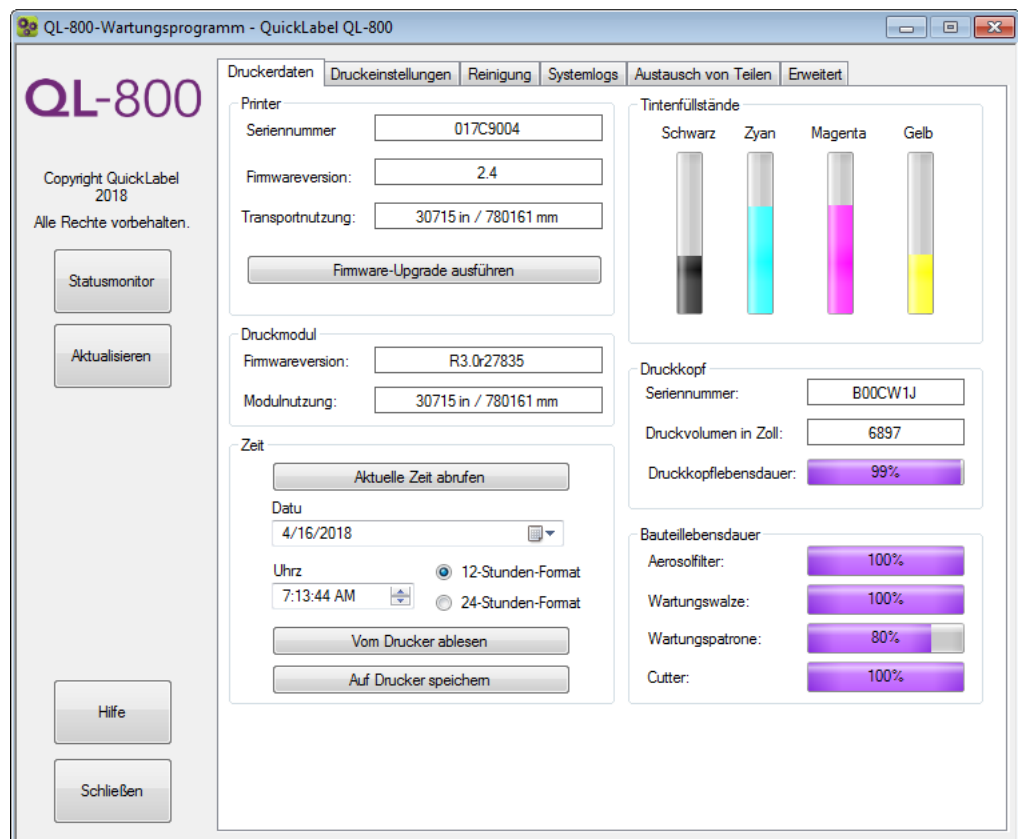 QL-800-Wartungsprogramm - QuickLabel QL-800
QL-800
Copyright QuickLabel
2018
Alle Rechte vorbehalten.
Statusmonitor
Aktualisieren
Hilfe
Schließen
Druckerdaten
Druckeinstellungen
Reinigung
Systemlogs
Austausch von Teilen
Erweitert
Printer
Seriennummer
017C9004
Firmwareversion:
2.4
Transportnutzung:
30715 in / 780161 mm
Firmware-Upgrade ausführen
Druckmodul
Firmwareversion:
R3.0r27835
Modulnutzung:
30715 in / 780161 mm
Zeit
Aktuelle Zeit abrufen
Datu
4/16/2018
Uhrz
7:13:44 AM
12-Stunden-Format
24-Stunden-Format
Vom Drucker ablesen
Auf Drucker speichern
Tintenfüllstände
Schwarz
Zyan
Magenta
Gelb
Druckkopf
Seriennummer:
B00CW1J
Druckvolumen in Zoll:
6897
Druckkopflebensdauer:
99%
Bauteillebensdauer
Aerosolfilter:
100%
Wartungswalze:
100%
Wartungspatrone:
80%
Cutter:
100%